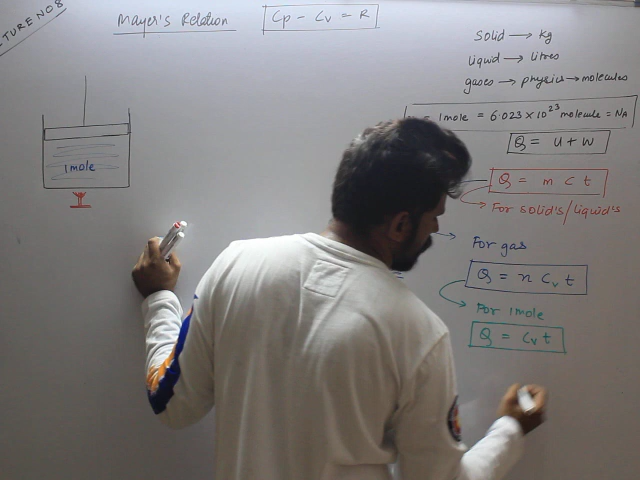 LECTURE NO 8
Mayer's Relation
Cp - Cv = R
Solid → Kg
liquid → litres
gases → physics → molecules
= 1mole = 6.023 × 10²³ molecule = NA
Q = U + W
Q = m c t
For solid's/liquid's
For gas
Q = n Cv t
For 1mole
Q = Cv t
1mole